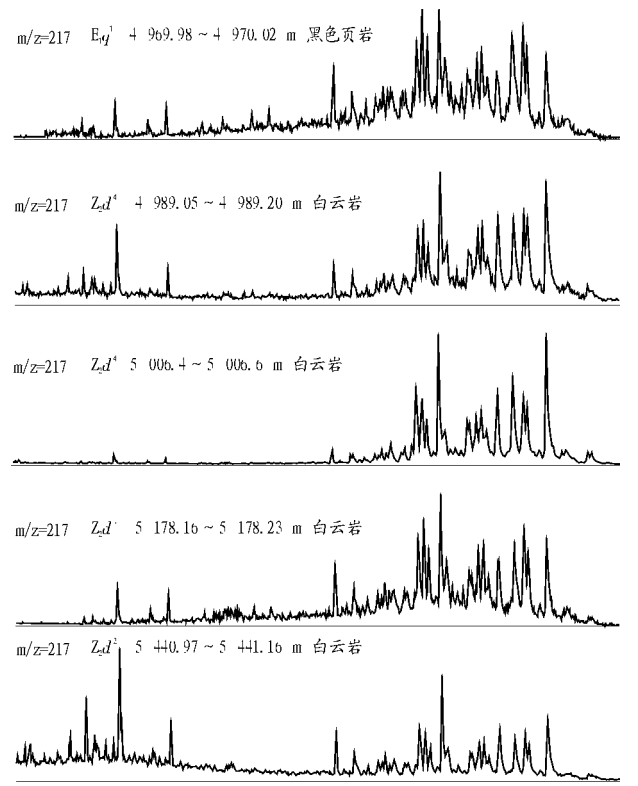 m/z=217 E₁q¹ 4 969.98~4 970.02 m 黑色页岩
m/z=217 Z₂d⁴ 4 989.05~4 989.20 m 白云岩
m/z=217 Z₂d⁴ 5 006.4~5 006.6 m 白云岩
m/z=217 Z₂d 5 178.16~5 178.23 m 白云岩
m/z=217 Z₂d² 5 440.97~5 441.16 m 白云岩